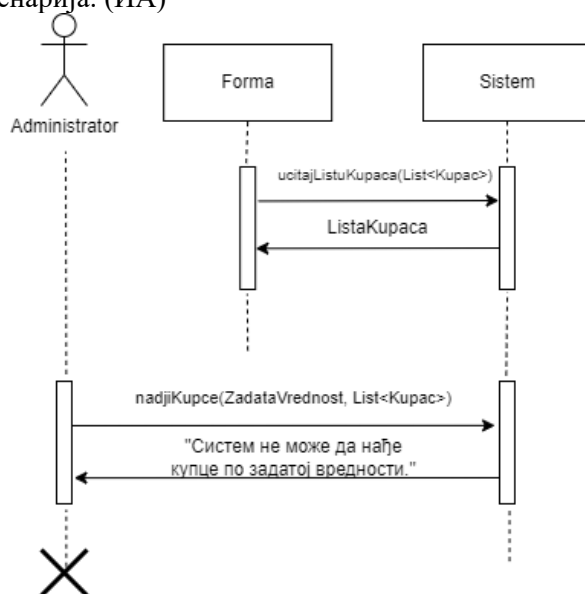 (ИА)
Forma
Sistem
Administrator
ucitajListuKupaca(List<Kupac>)
ListaKupaca
nadjiKupce(ZadataVrednost, List<Kupac>)
"Систем не може да нађе
купце по задатој вредности."